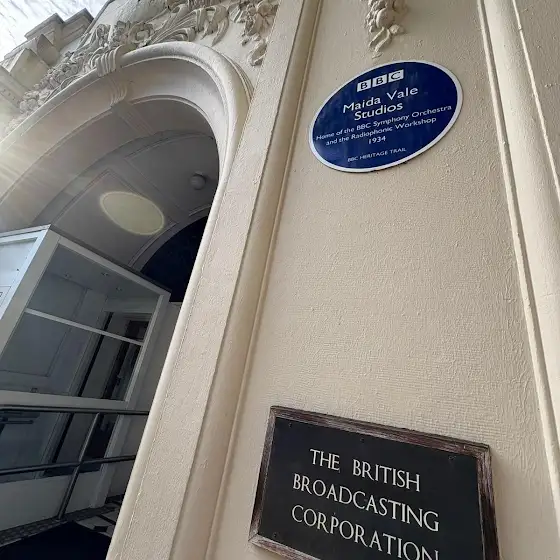 BBC
Maida Vale
Studios
Home of the BBC Symphony Orchestra
and the Radiophonic Workshop
1934
BBC HERITAGE TRAIL
THE BRITISH
BROADCASTING
CORPORATION